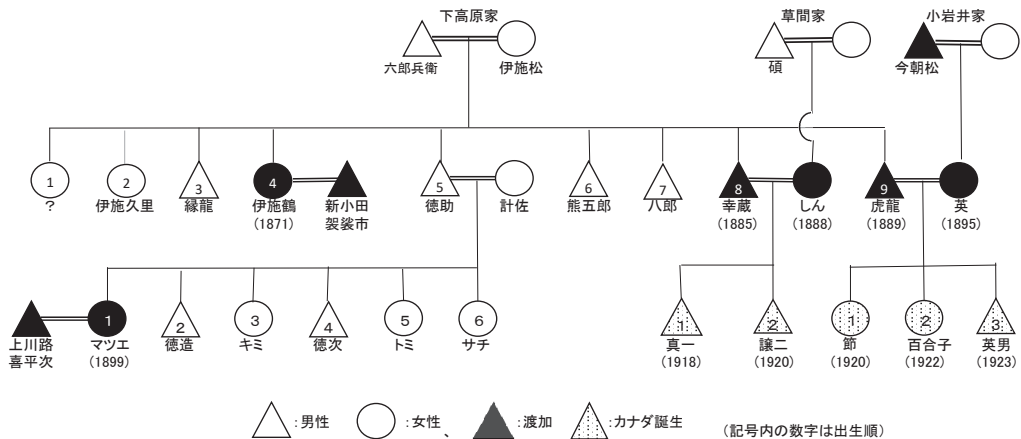 下高原家
草間家
小岩井家
六郎兵衛
伊施松
碩
今朝松
1
2
3
4
5
6
7
8
9
?
伊施久里
縁龍
伊施鶴
新小田
徳助
計佐
熊五郎
八郎
幸蔵
しん
虎龍
英
(1871)
袈裟市
(1885)
(1888)
(1889)
(1895)
1
2
3
4
5
6
1
2
1
2
3
上川路
マツエ
徳造
キミ
徳次
トミ
サチ
真一
譲二
節
百合子
英男
喜平次
(1899)
(1918)
(1920)
(1920)
(1922)
(1923)
:男性
:女性
、
:渡加
:カナダ誕生
(記号内の数字は出生順)